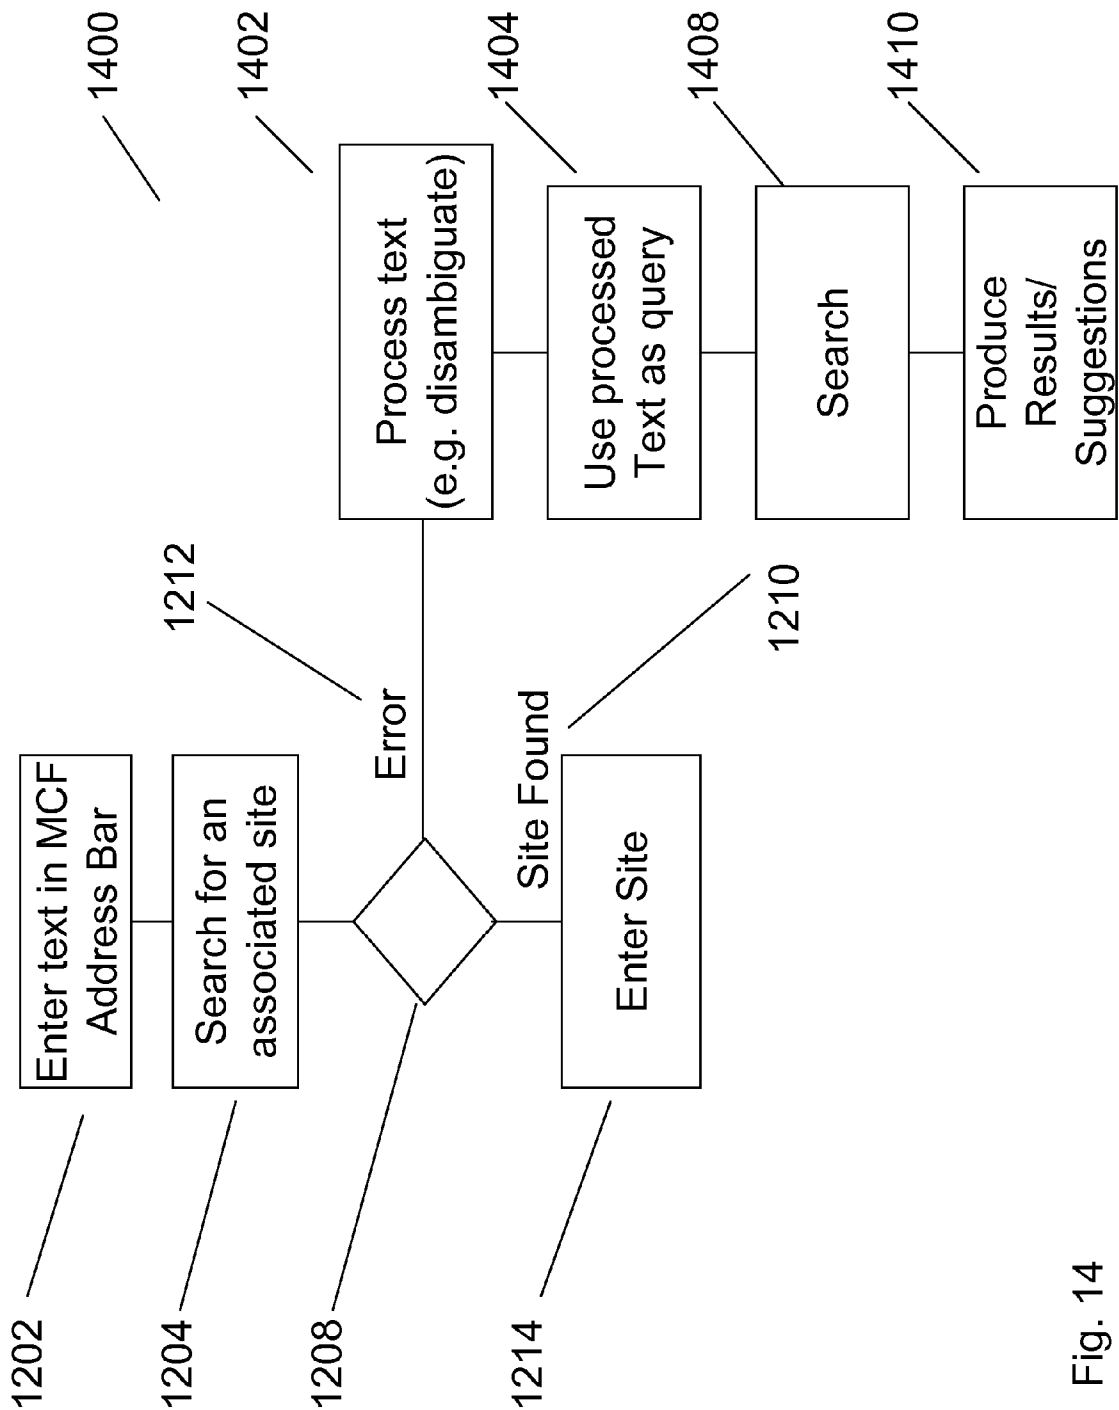 1400
1402
1404
1408
1410
1212
1210
1202
1204
1208
1214
Enter text in MCF
Address Bar
Search for an
associated site
Error
Site Found
Enter Site
Process text
(e.g. disambiguate)
Use processed
Text as query
Search
Produce
Results/
Suggestions
Fig. 14